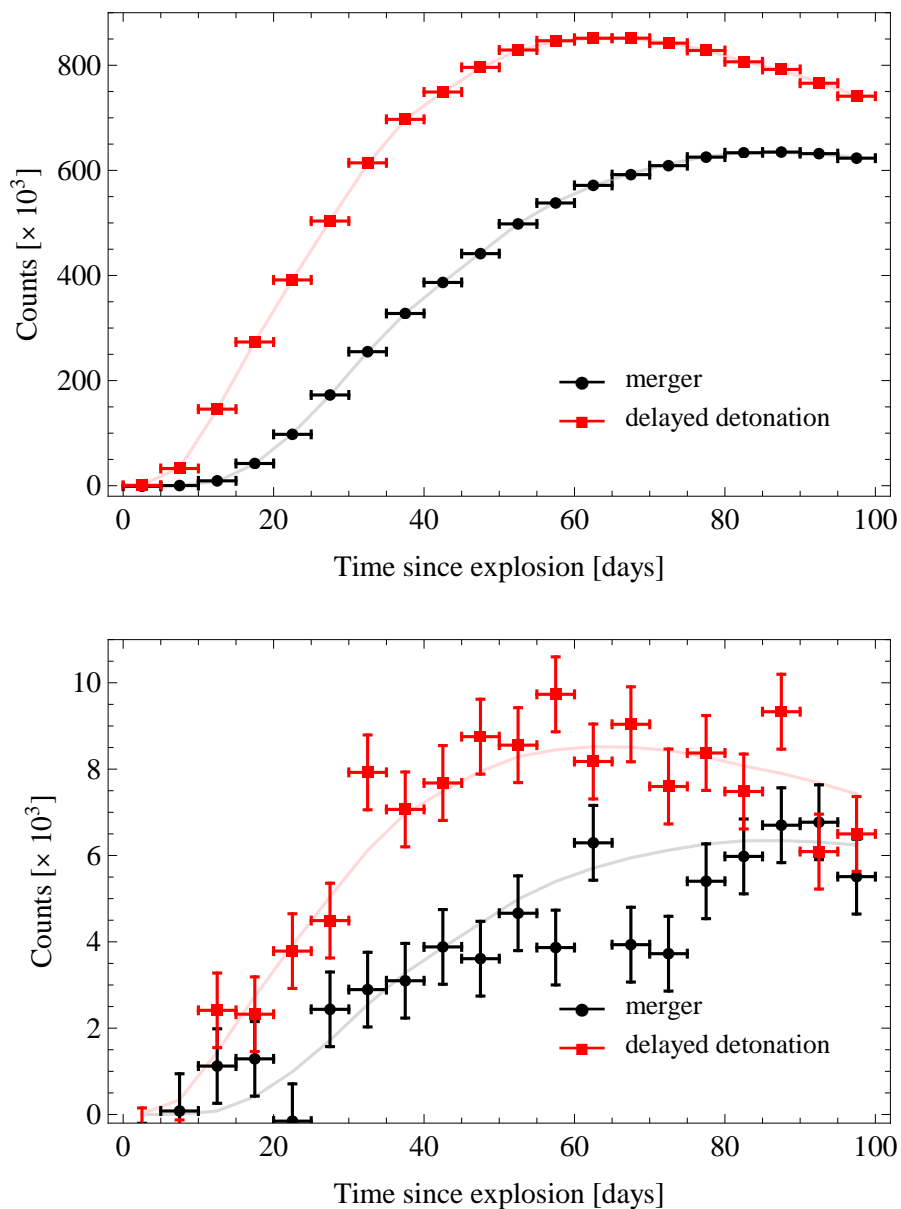 800
600
400
200
0
Counts [× 10³]
merger
delayed detonation
0 20 40 60 80 100
Time since explosion [days]
10
8
6
4
2
0
Counts [× 10³]
merger
delayed detonation
0 20 40 60 80 100
Time since explosion [days]